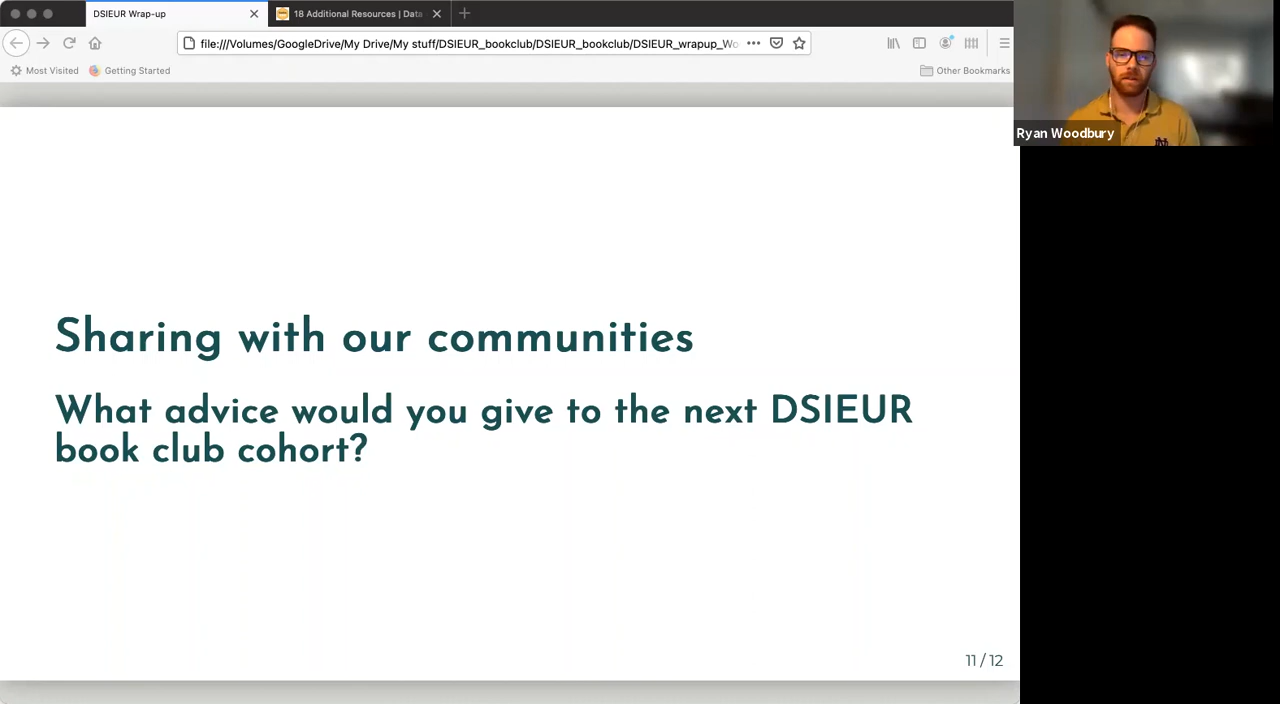 DSIEUR Wrap-up
18 Additional Resources | Data
file:///Volumes/GoogleDrive/My Drive/My stuff/DSIEUR_bookclub/DSIEUR_bookclub/DSIEUR_wrapup_Wo
Most Visited
Getting Started
Other Bookmarks
Ryan Woodbury
Sharing with our communities
What advice would you give to the next DSIEUR
book club cohort?
11 / 12